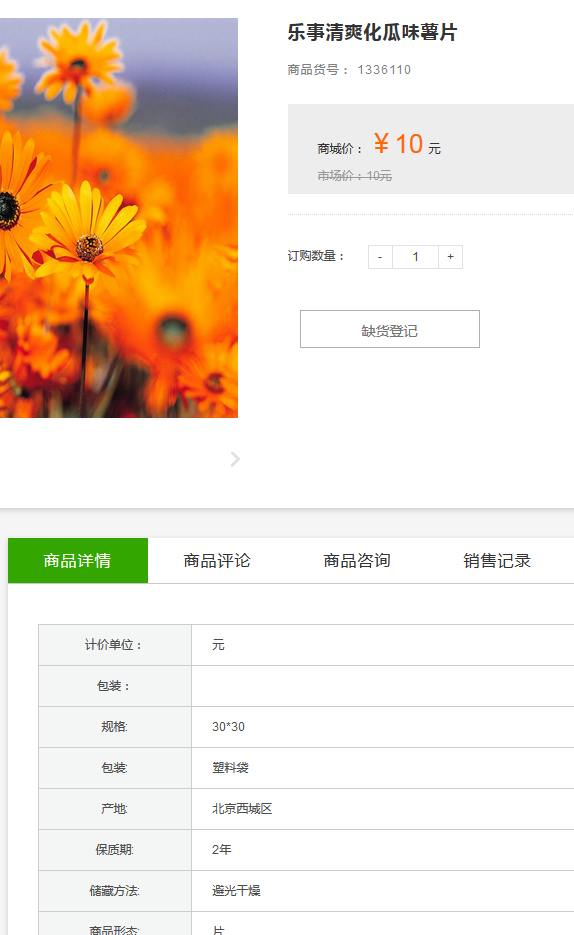 乐事清爽化瓜味薯片
商品货号： 1336110
商城价： ¥ 10 元
市场价：10元
订购数量： - 1 +
缺货登记
商品详情 商品评论 商品咨询 销售记录
计价单位： 元
包装：
规格: 30*30
包装: 塑料袋
产地: 北京西城区
保质期: 2年
储藏方法: 避光干燥
商品形态: 片